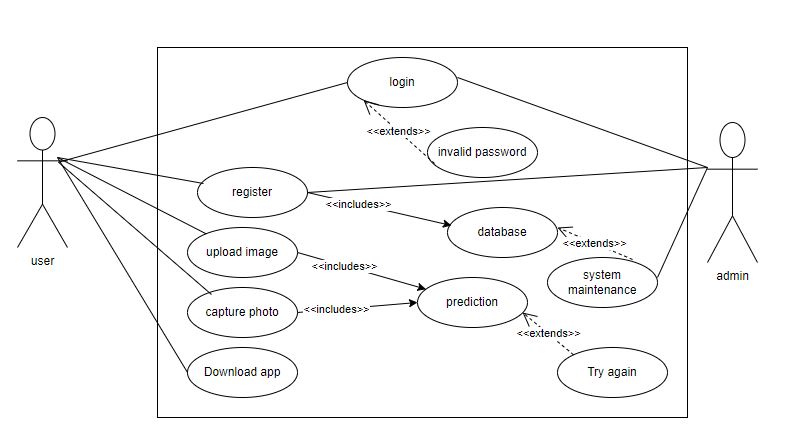 login
<<extends>>
invalid password
register
<<includes>>
database
upload image
<<extends>>
<<includes>>
system
maintenance
user
admin
capture photo
<<includes>>
prediction
<<extends>>
Download app
Try again